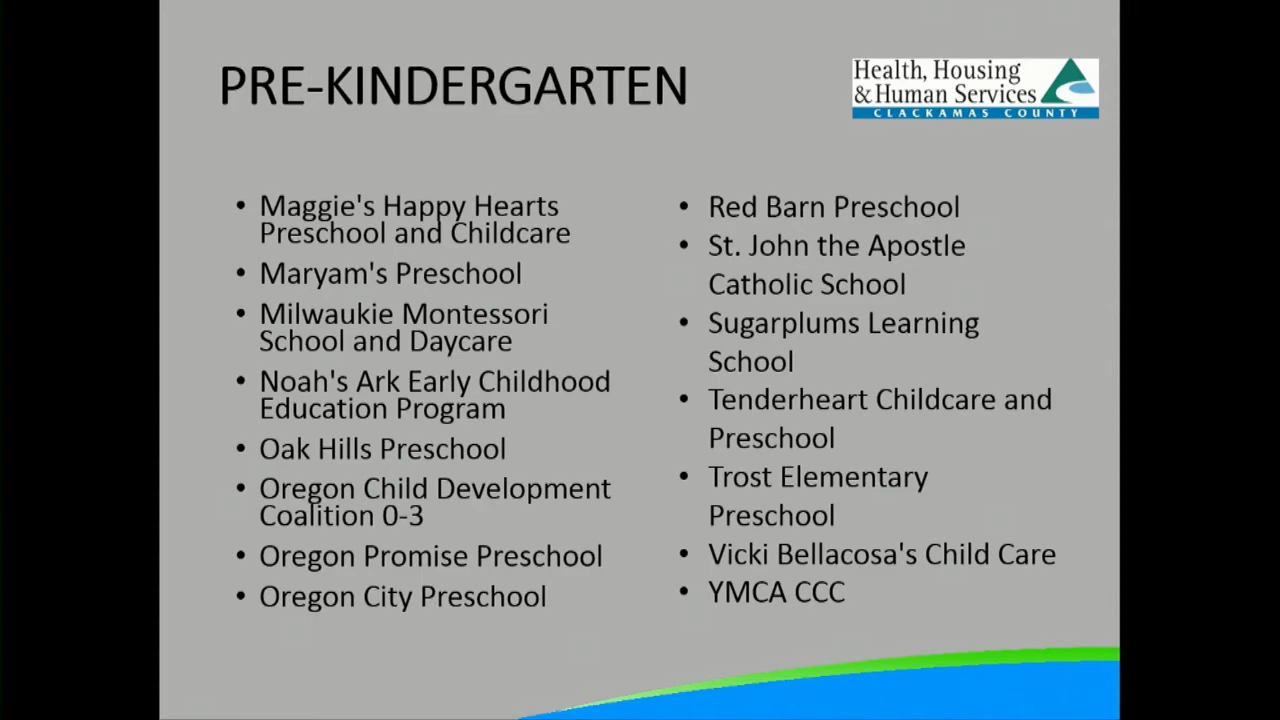 PRE-KINDERGARTEN
Health, Housing
& Human Services
CLACKAMAS COUNTY
• Maggie's Happy Hearts
Preschool and Childcare
• Maryam's Preschool
• Milwaukie Montessori
School and Daycare
• Noah's Ark Early Childhood
Education Program
• Oak Hills Preschool
• Oregon Child Development
Coalition 0-3
• Oregon Promise Preschool
• Oregon City Preschool
• Red Barn Preschool
• St. John the Apostle
Catholic School
• Sugarplums Learning
School
• Tenderheart Childcare and
Preschool
• Trost Elementary
Preschool
• Vicki Bellacosa's Child Care
• YMCA CCC